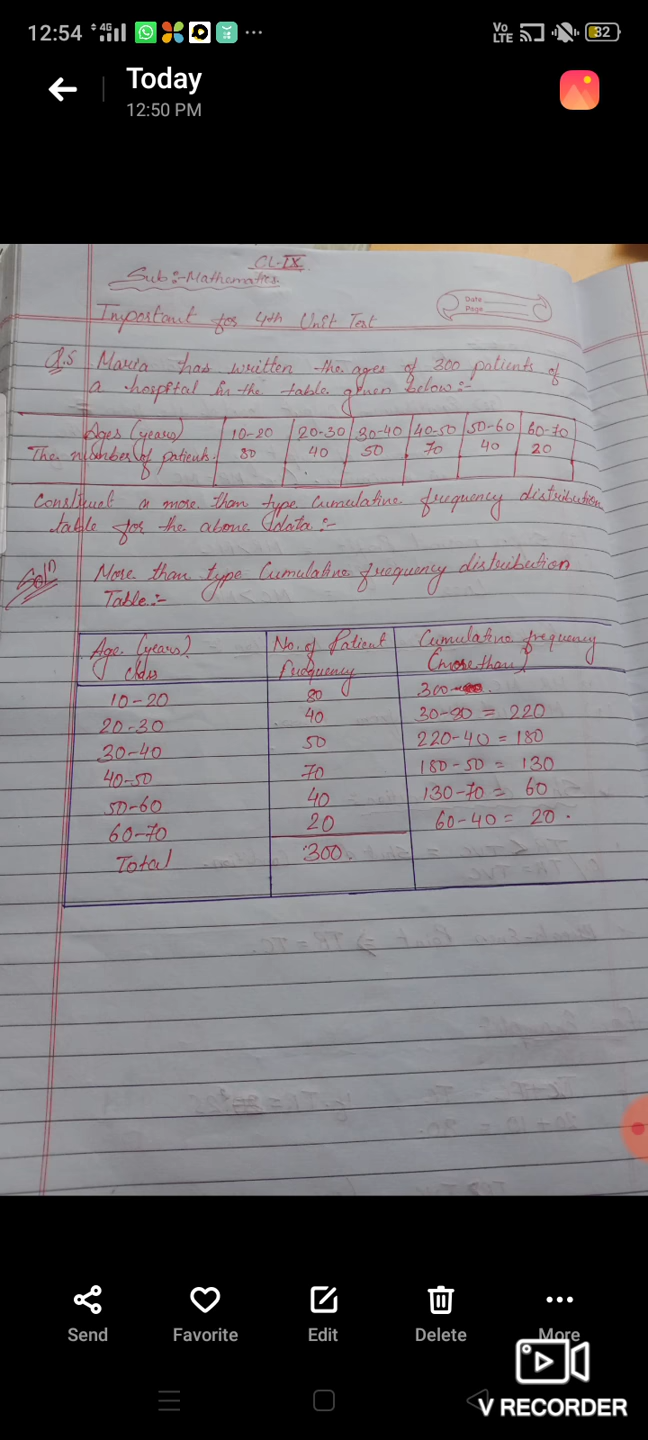 12:54 4G VoLTE 32
Today
12:50 PM
CL-IX
Sub:-Mathematics
Important for 4th Unit Test
Date
Page
Q.5 Maria has written the ages of 300 patients of
a hospital in the table given below:-
Ages (years) 10-20 20-30 30-40 40-50 50-60 60-70
The number of patients. 80 40 50 70 40 20
Construct a more than type cumulative frequency distribution
table for the above data:-
Solⁿ More than type Cumulative frequency distribution
Table:-
Age (years) No. of Patient Cumulative frequency
Class Frequency (more than)
10-20 80 300
20-30 40 30-80 = 220
30-40 50 220-40 = 180
40-50 70 180-50 = 130
50-60 40 130-70 = 60
60-70 20 60-40 = 20.
Total 300.
Send Favorite Edit Delete More
V RECORDER